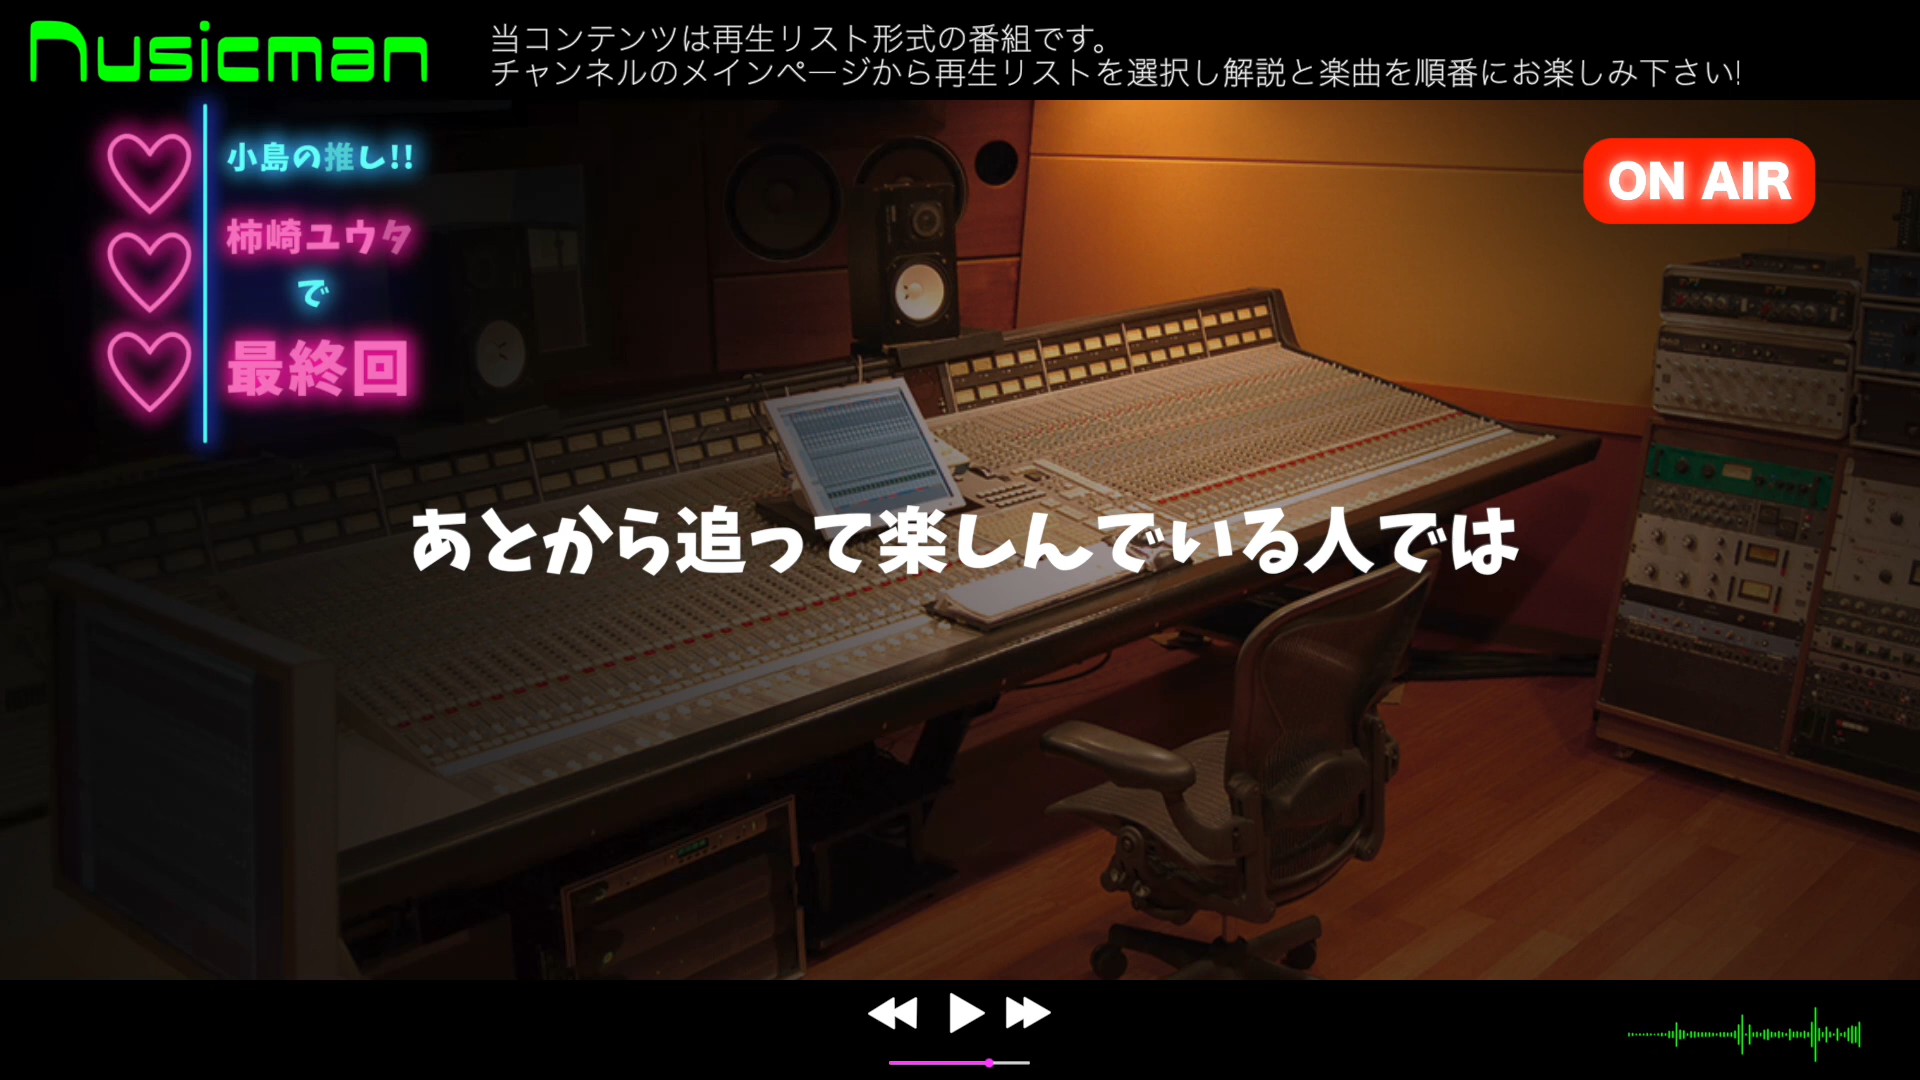 nusicman
当コンテンツは再生リスト形式の番組です。
チャンネルのメインページから再生リストを選択し解説と楽曲を順番にお楽しみ下さい!
小島の推し!!
柿崎ユウタ
で
最終回
ON AIR
あとから追って楽しんでいる人では